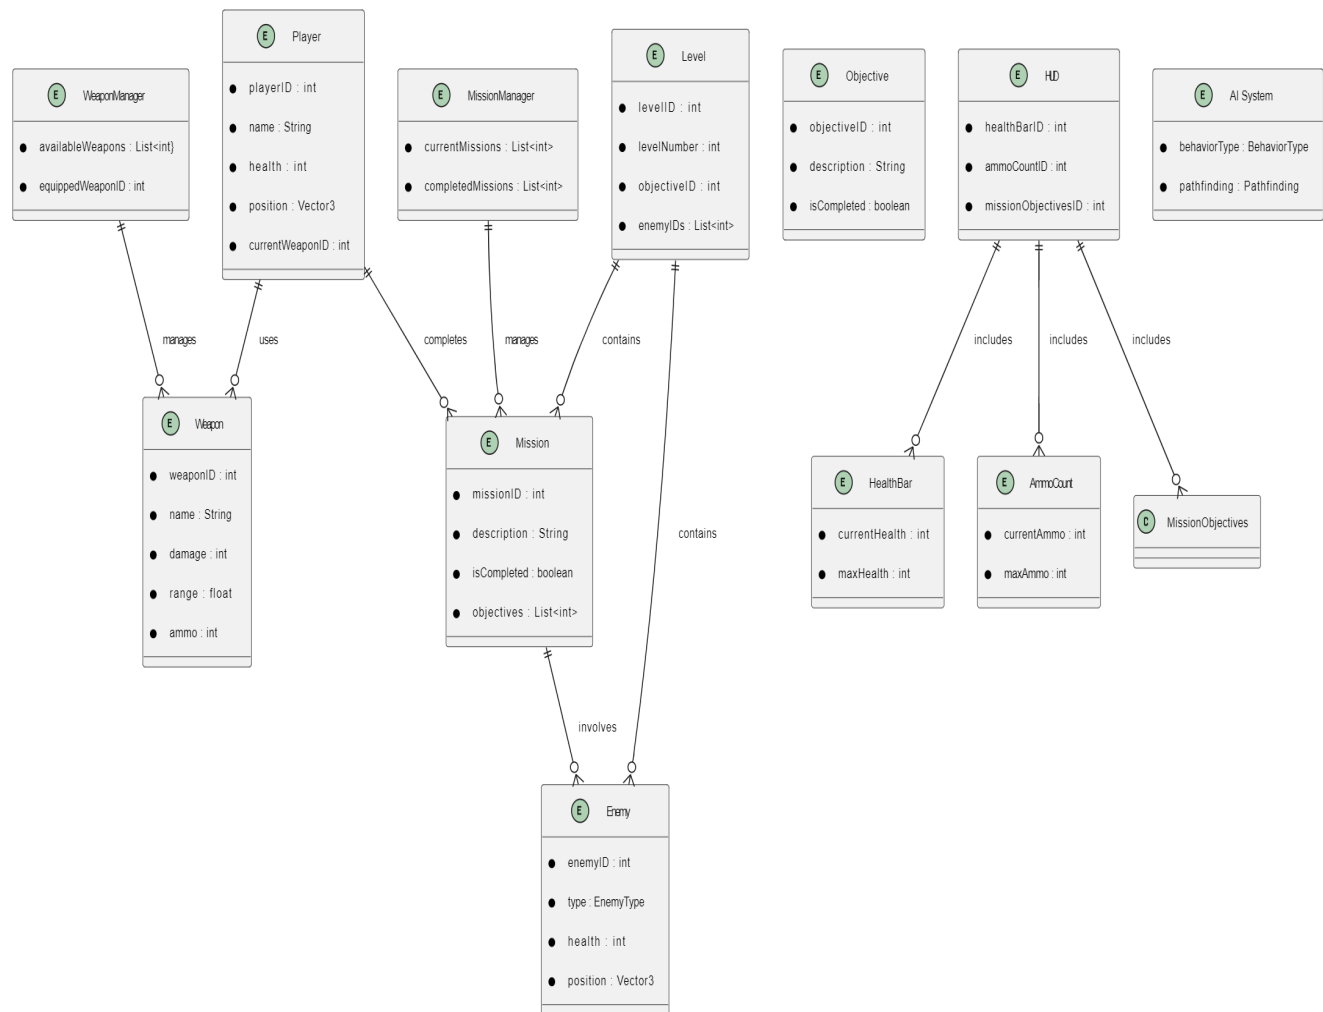 E WeaponManager
availableWeapons : List<int}
equippedWeaponID : int
E Player
playerID : int
name : String
health : int
position : Vector3
currentWeaponID : int
E MissionManager
currentMissions : List<int>
completedMissions : List<int>
E Level
levelID : int
levelNumber : int
objectiveID : int
enemyIDs : List<int>
E Objective
objectiveID : int
description : String
isCompleted : boolean
E HUD
healthBarID : int
ammoCountID : int
missionObjectivesID : int
E AI System
behaviorType : BehaviorType
pathfinding : Pathfinding
manages
uses
completes
manages
contains
includes
includes
includes
E Weapon
weaponID : int
name : String
damage : int
range : float
ammo : int
E Mission
missionID : int
description : String
isCompleted : boolean
objectives : List<int>
contains
E HealthBar
currentHealth : int
maxHealth : int
E AmmoCount
currentAmmo : int
maxAmmo : int
C MissionObjectives
involves
E Enemy
enemyID : int
type : EnemyType
health : int
position : Vector3